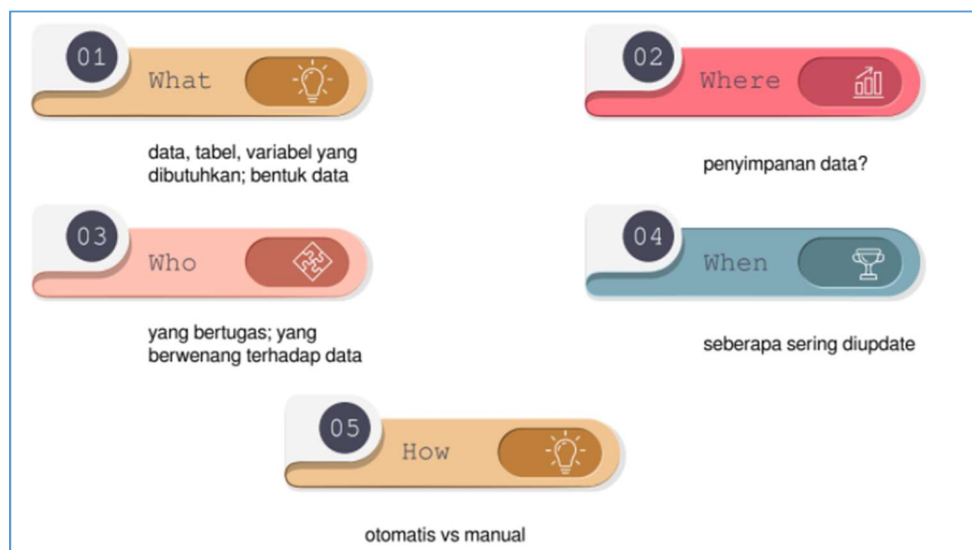 01
What
data, tabel, variabel yang
dibutuhkan; bentuk data
02
Where
penyimpanan data?
03
Who
yang bertugas; yang
berwenang terhadap data
04
When
seberapa sering diupdate
05
How
otomatis vs manual